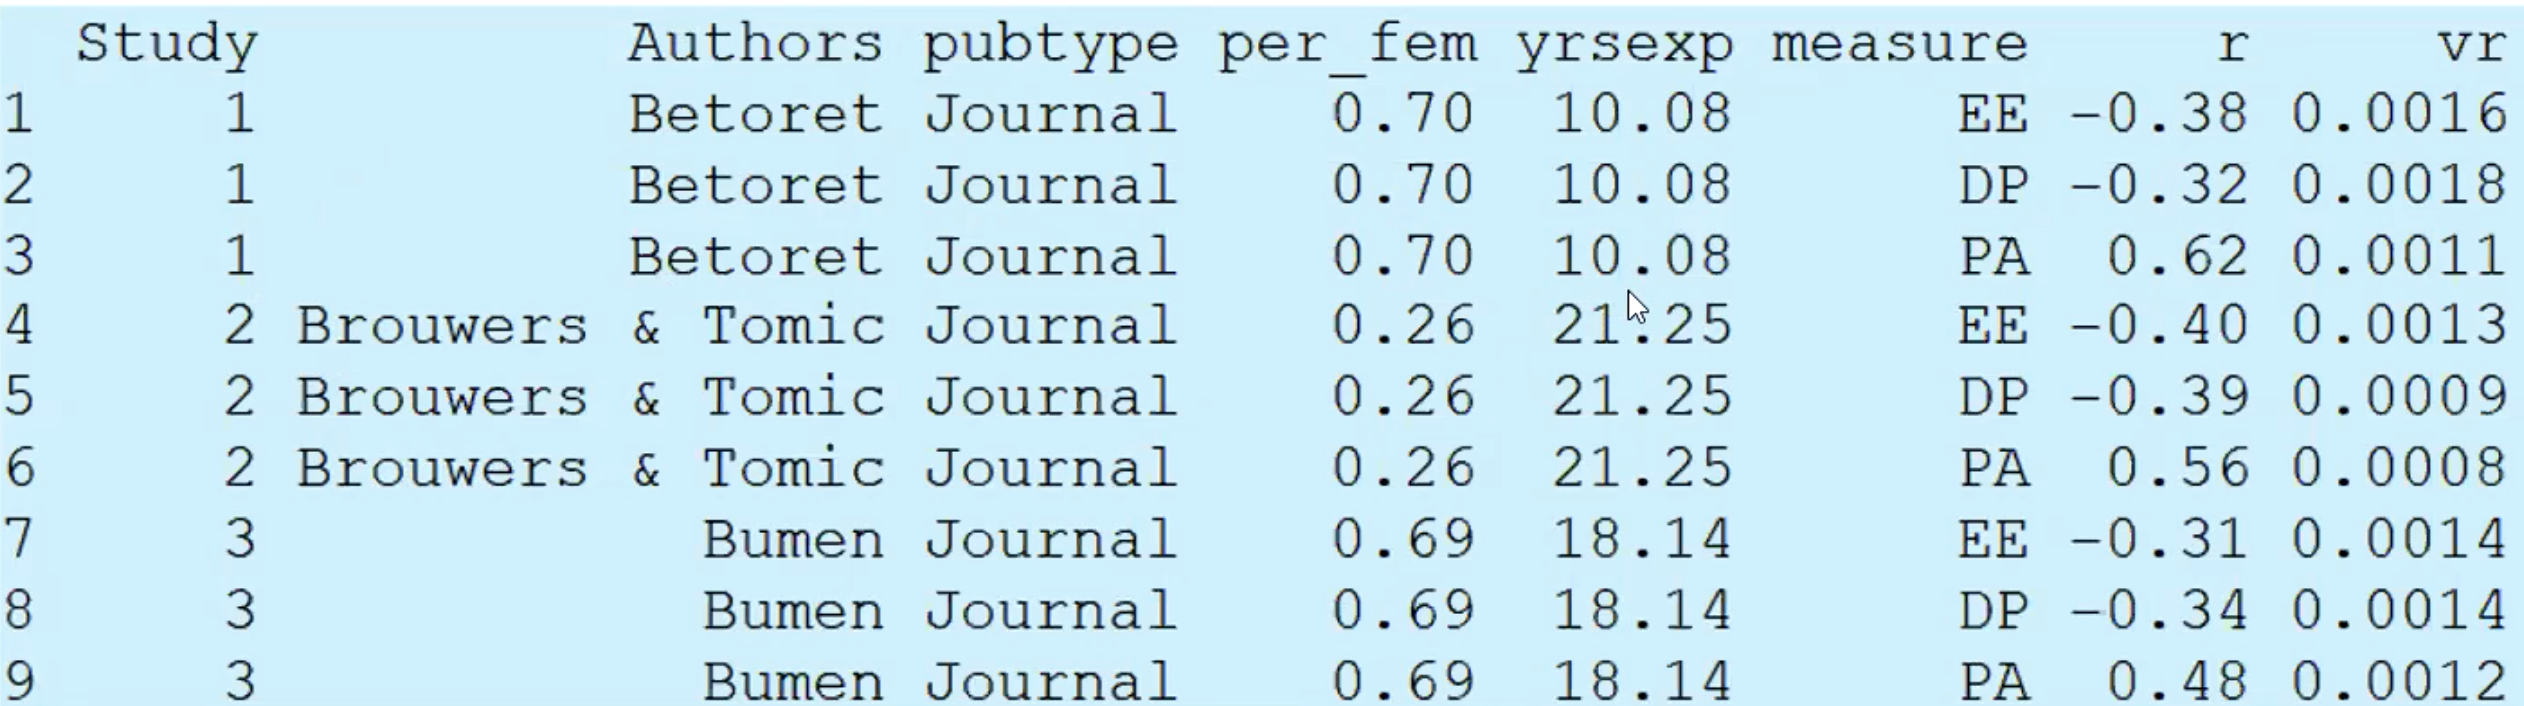 Study Authors pubtype per_fem yrsexp measure r vr
1 1 Betoret Journal 0.70 10.08 EE -0.38 0.0016
2 1 Betoret Journal 0.70 10.08 DP -0.32 0.0018
3 1 Betoret Journal 0.70 10.08 PA 0.62 0.0011
4 2 Brouwers & Tomic Journal 0.26 21.25 EE -0.40 0.0013
5 2 Brouwers & Tomic Journal 0.26 21.25 DP -0.39 0.0009
6 2 Brouwers & Tomic Journal 0.26 21.25 PA 0.56 0.0008
7 3 Bumen Journal 0.69 18.14 EE -0.31 0.0014
8 3 Bumen Journal 0.69 18.14 DP -0.34 0.0014
9 3 Bumen Journal 0.69 18.14 PA 0.48 0.0012